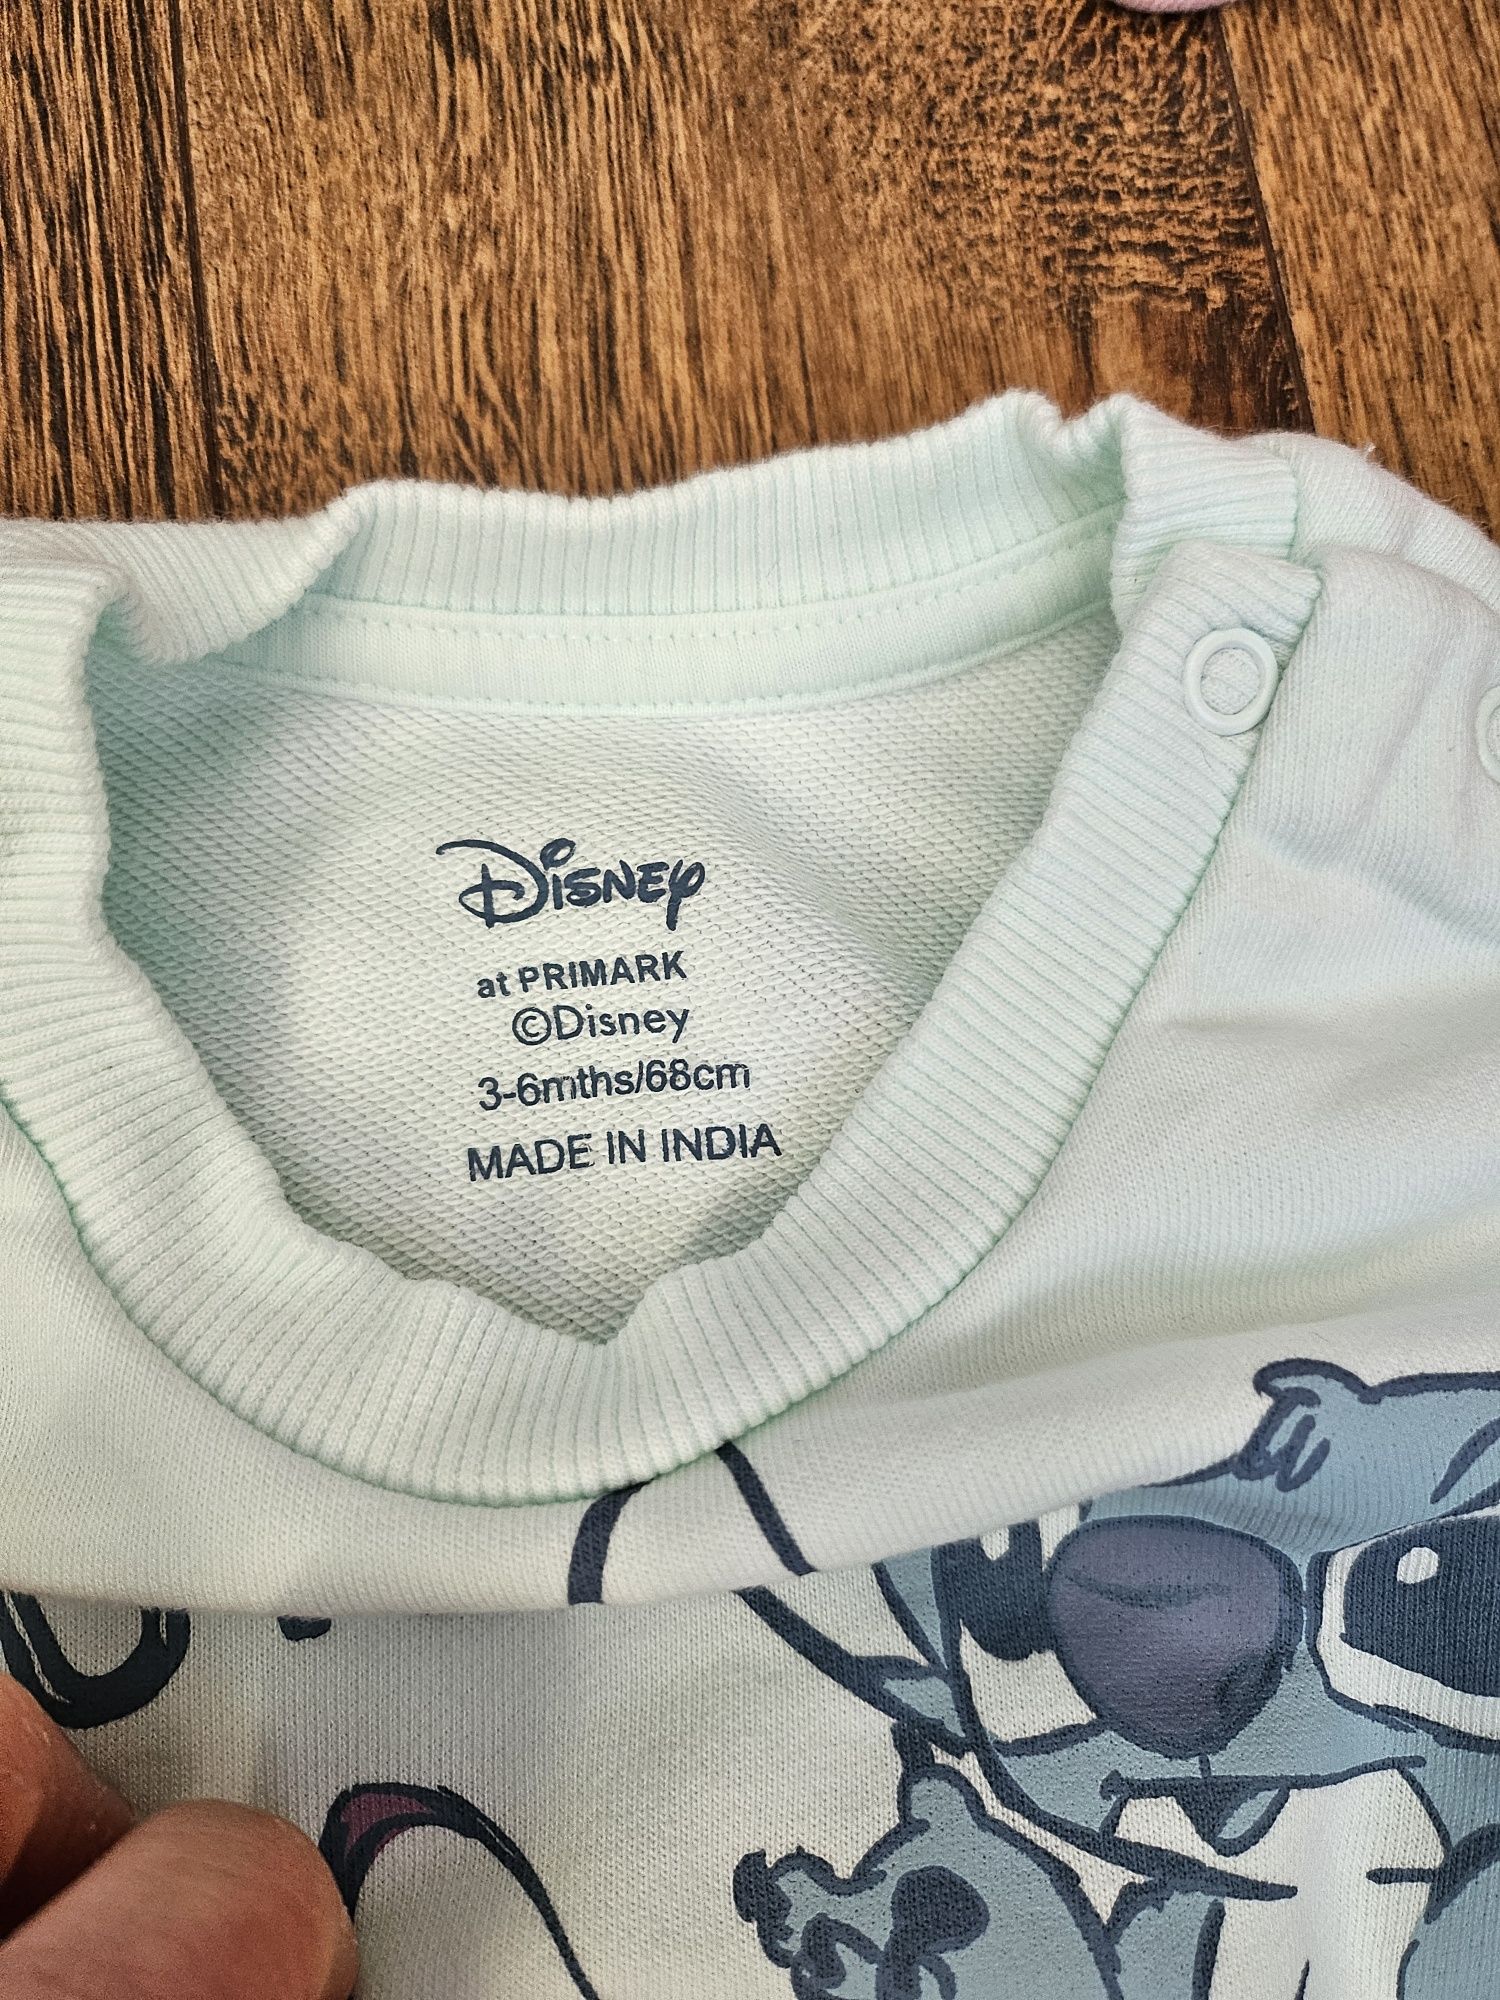 Disney
at PRIMARK
©Disney
3-6mths/68cm
MADE IN INDIA